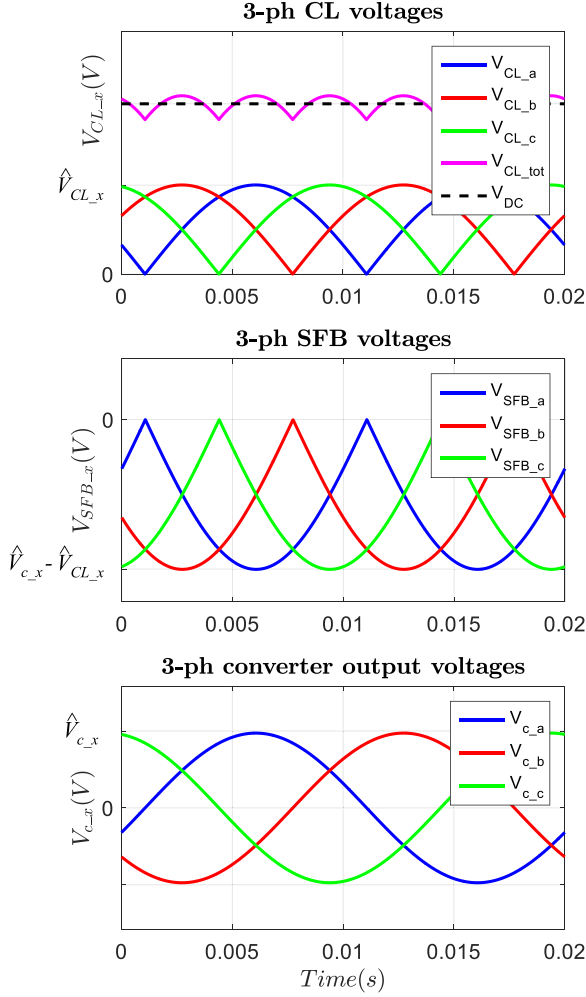 3-ph CL voltages
V_CL_x(V)
V̂_CL_x
0
V_CL_a
V_CL_b
V_CL_c
V_CL_tot
V_DC
0 0.005 0.01 0.015 0.02
3-ph SFB voltages
V_SFB_x(V)
0
V̂_c_x - V̂_CL_x
V_SFB_a
V_SFB_b
V_SFB_c
0 0.005 0.01 0.015 0.02
3-ph converter output voltages
V̂_c_x
V_c_x(V)
0
V_c_a
V_c_b
V_c_c
0 0.005 0.01 0.015 0.02
Time(s)